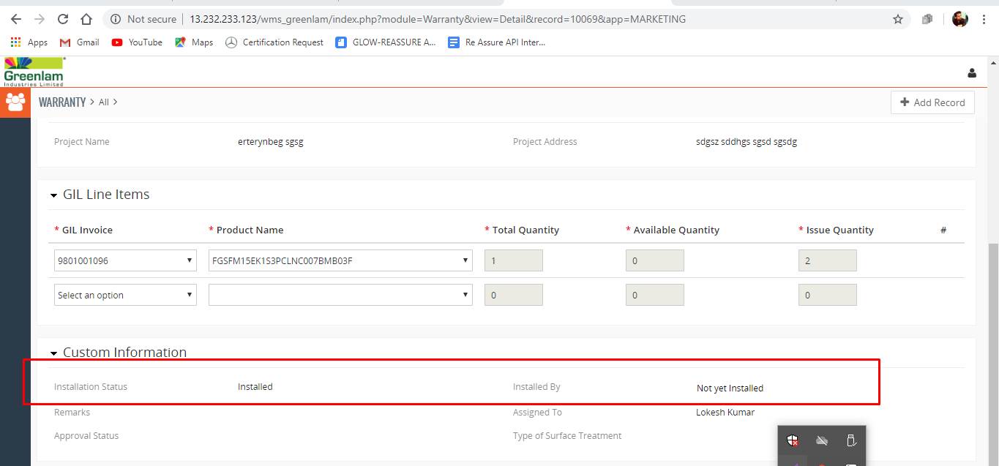 Not secure | 13.232.233.123/wms_greenlam/index.php?module=Warranty&view=Detail&record=10069&app=MARKETING
Apps Gmail YouTube Maps Certification Request GLOW-REASSURE A... Re Assure API Inter...
Greenlam
Industries Limited
WARRANTY > All >
+ Add Record
Project Name erterynbeg sgsg Project Address sdgsz sddhgs sgsd sgsdg
GIL Line Items
* GIL Invoice * Product Name * Total Quantity * Available Quantity * Issue Quantity #
9801001096 FGSFM15EK1S3PCLNC007BMB03F 1 0 2
Select an option 0 0 0
Custom Information
Installation Status Installed Installed By Not yet Installed
Remarks Assigned To Lokesh Kumar
Approval Status Type of Surface Treatment